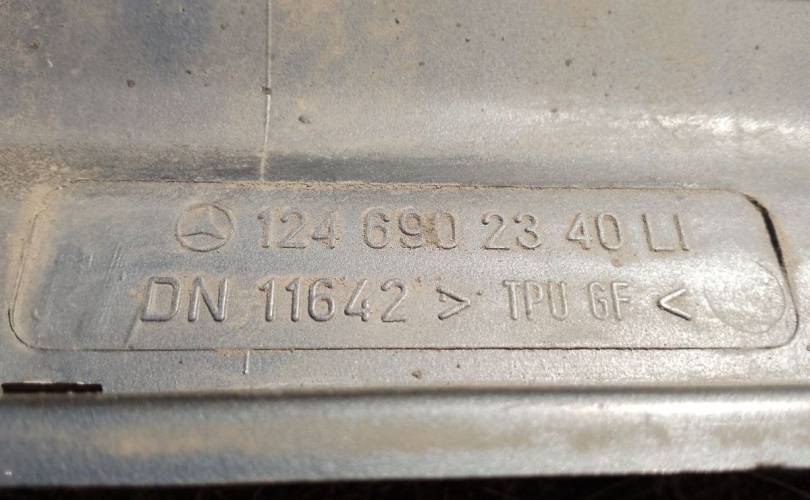 124 690 23 40 LI
DN 11642 > TPU GF <